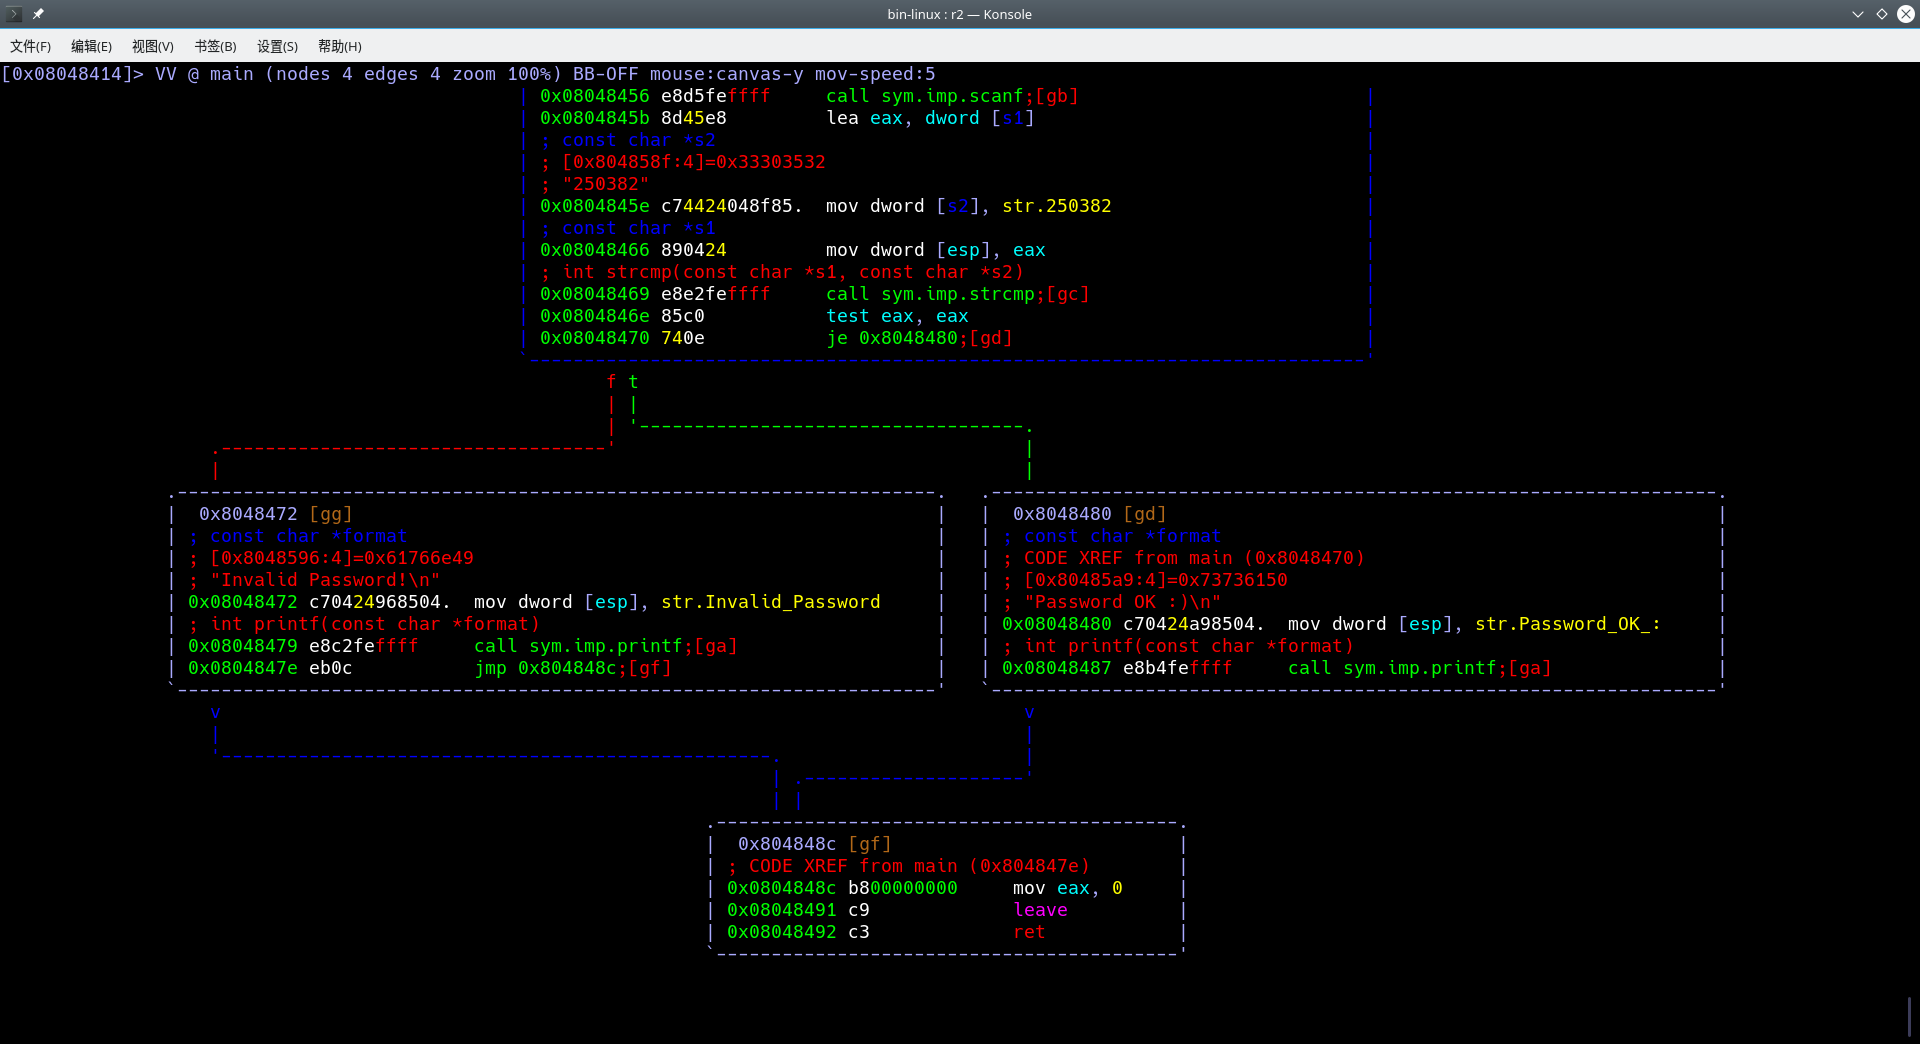 bin-linux : r2 — Konsole
文件(F) 编辑(E) 视图(V) 书签(B) 设置(S) 帮助(H)
[0x08048414]> VV @ main (nodes 4 edges 4 zoom 100%) BB-OFF mouse:canvas-y mov-speed:5
0x08048456 e8d5feffff call sym.imp.scanf;[gb]
0x0804845b 8d45e8 lea eax, dword [s1]
; const char *s2
; [0x804858f:4]=0x33303532
; "250382"
0x0804845e c74424048f85. mov dword [s2], str.250382
; const char *s1
0x08048466 890424 mov dword [esp], eax
; int strcmp(const char *s1, const char *s2)
0x08048469 e8e2feffff call sym.imp.strcmp;[gc]
0x0804846e 85c0 test eax, eax
0x08048470 740e je 0x8048480;[gd]
f t
0x8048472 [gg]
; const char *format
; [0x8048596:4]=0x61766e49
; "Invalid Password!\n"
0x08048472 c70424968504. mov dword [esp], str.Invalid_Password
; int printf(const char *format)
0x08048479 e8c2feffff call sym.imp.printf;[ga]
0x0804847e eb0c jmp 0x804848c;[gf]
0x8048480 [gd]
; const char *format
; CODE XREF from main (0x8048470)
; [0x80485a9:4]=0x73736150
; "Password OK :)\n"
0x08048480 c70424a98504. mov dword [esp], str.Password_OK_:
; int printf(const char *format)
0x08048487 e8b4feffff call sym.imp.printf;[ga]
v v
0x804848c [gf]
; CODE XREF from main (0x804847e)
0x0804848c b800000000 mov eax, 0
0x08048491 c9 leave
0x08048492 c3 ret